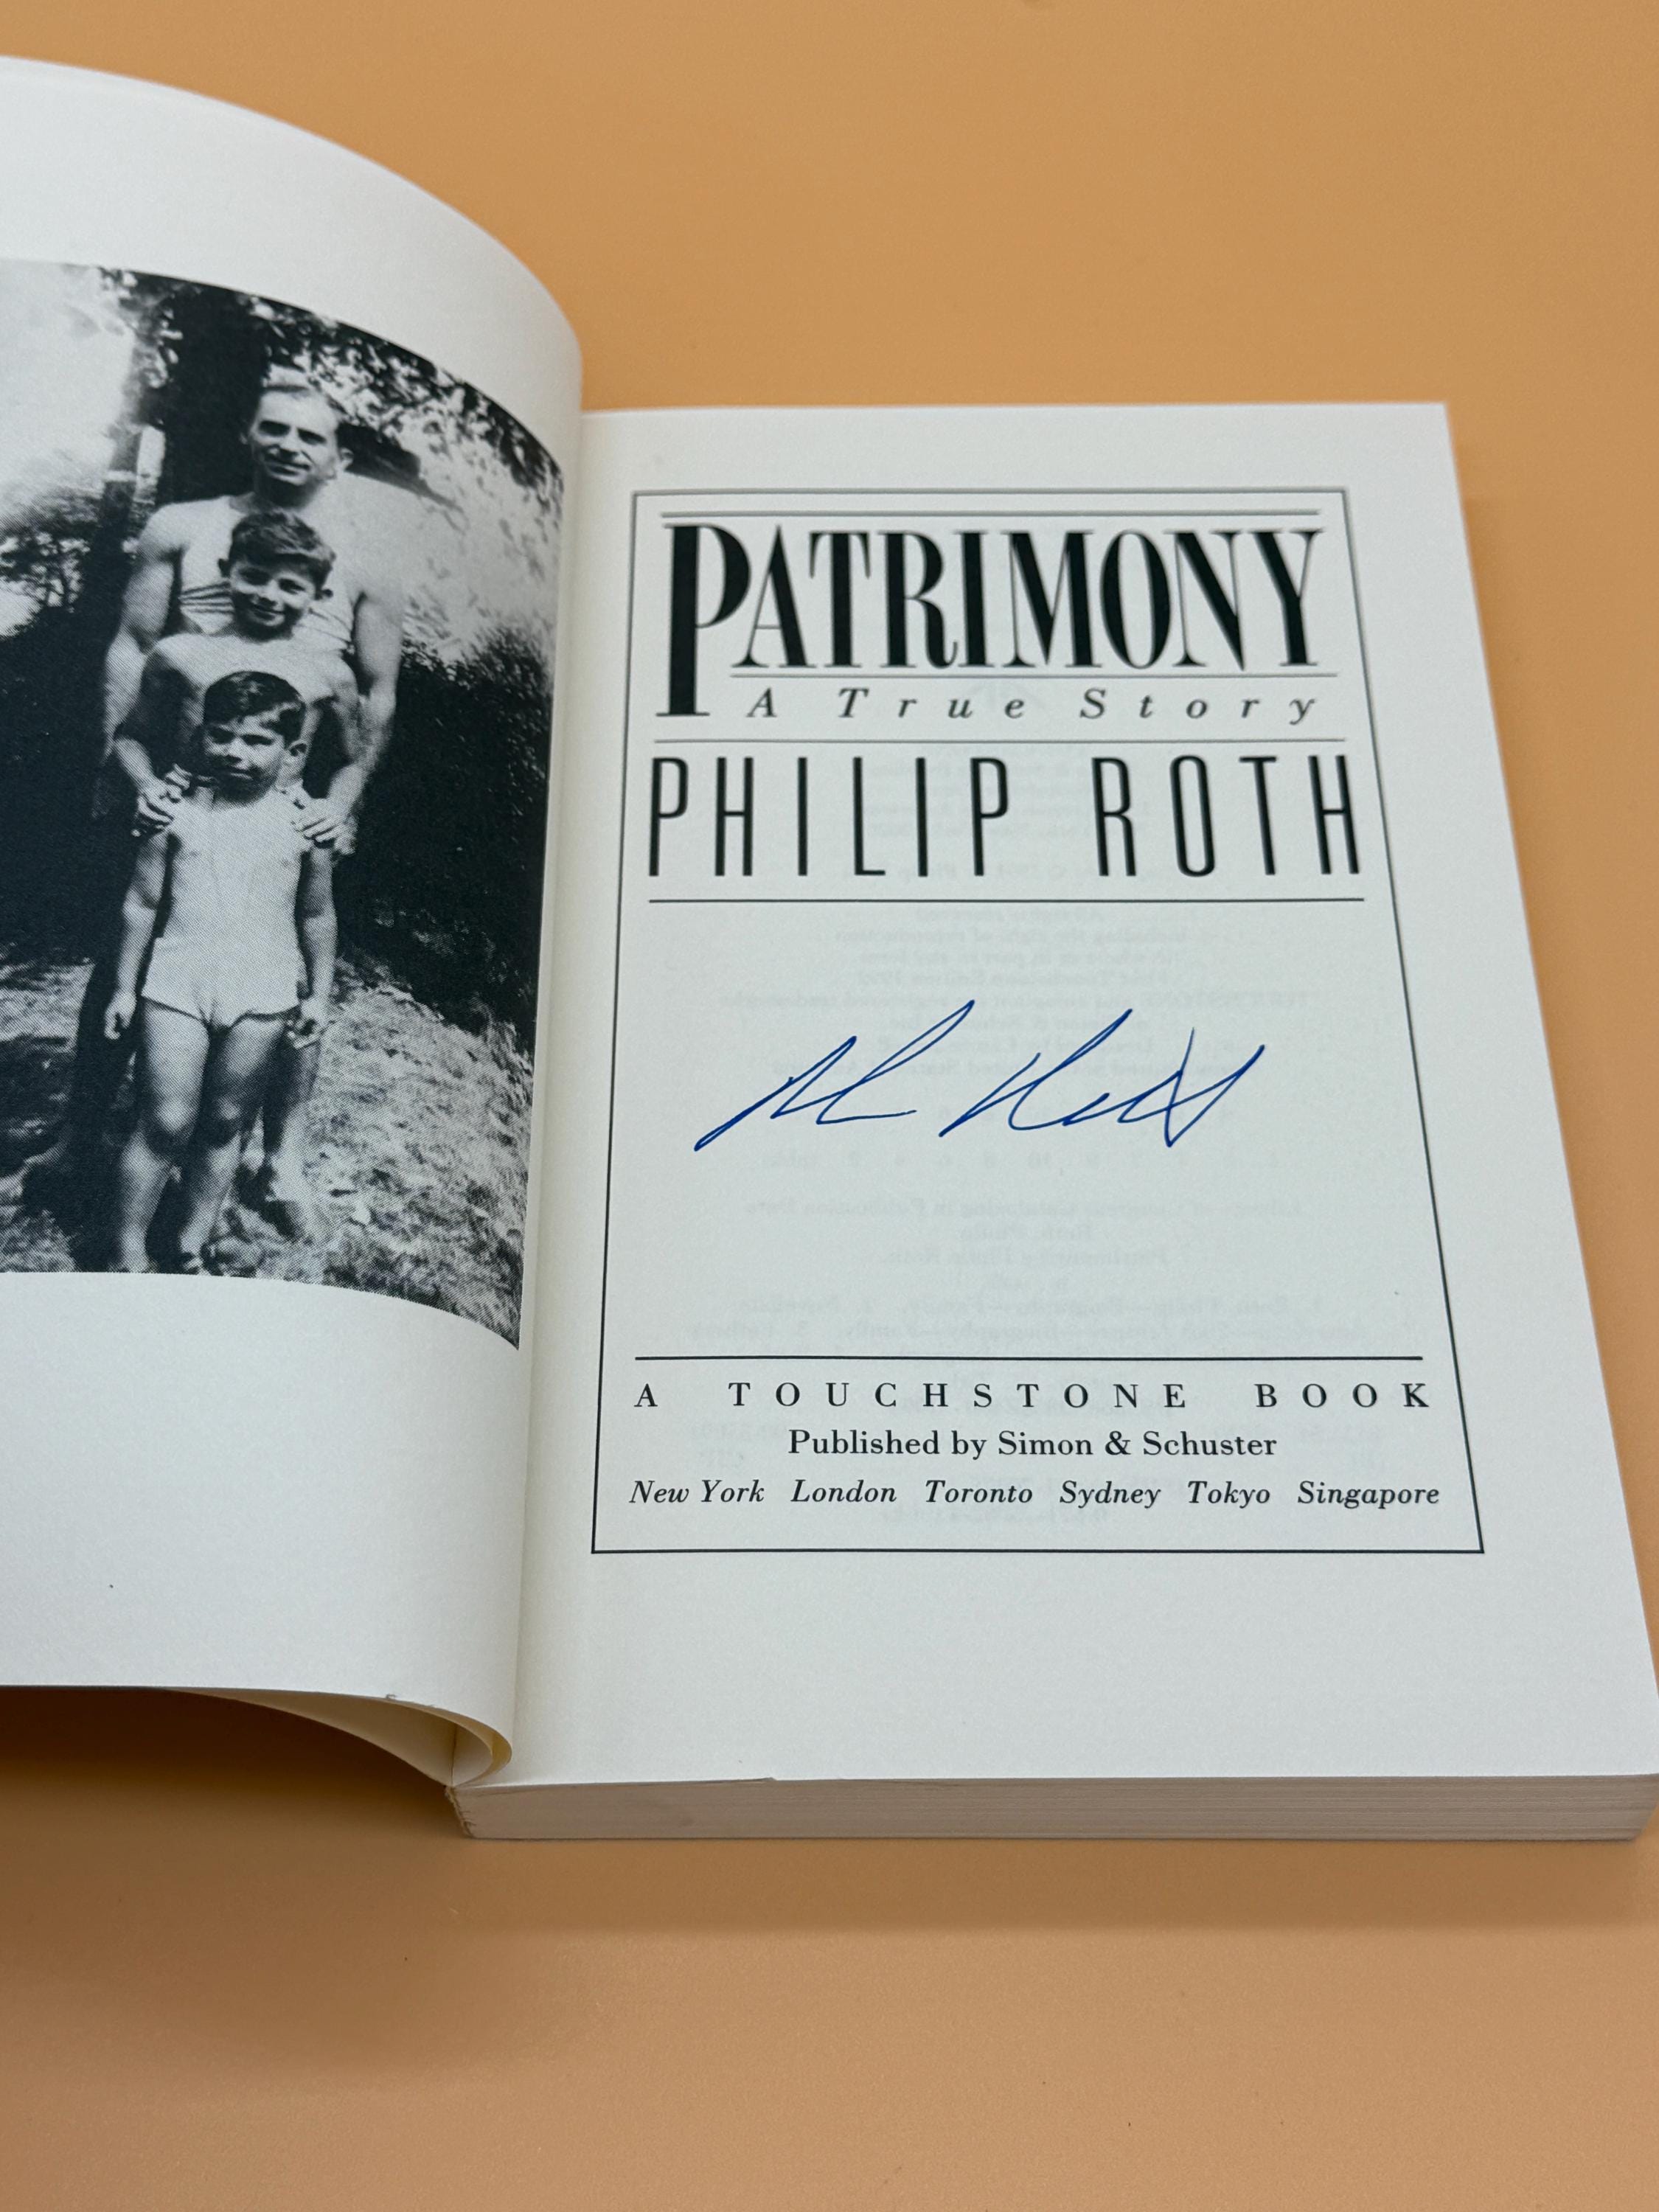 PATRIMONY
A True Story
PHILIP ROTH
A TOUCHSTONE BOOK
Published by Simon & Schuster
New York London Toronto Sydney Tokyo Singapore